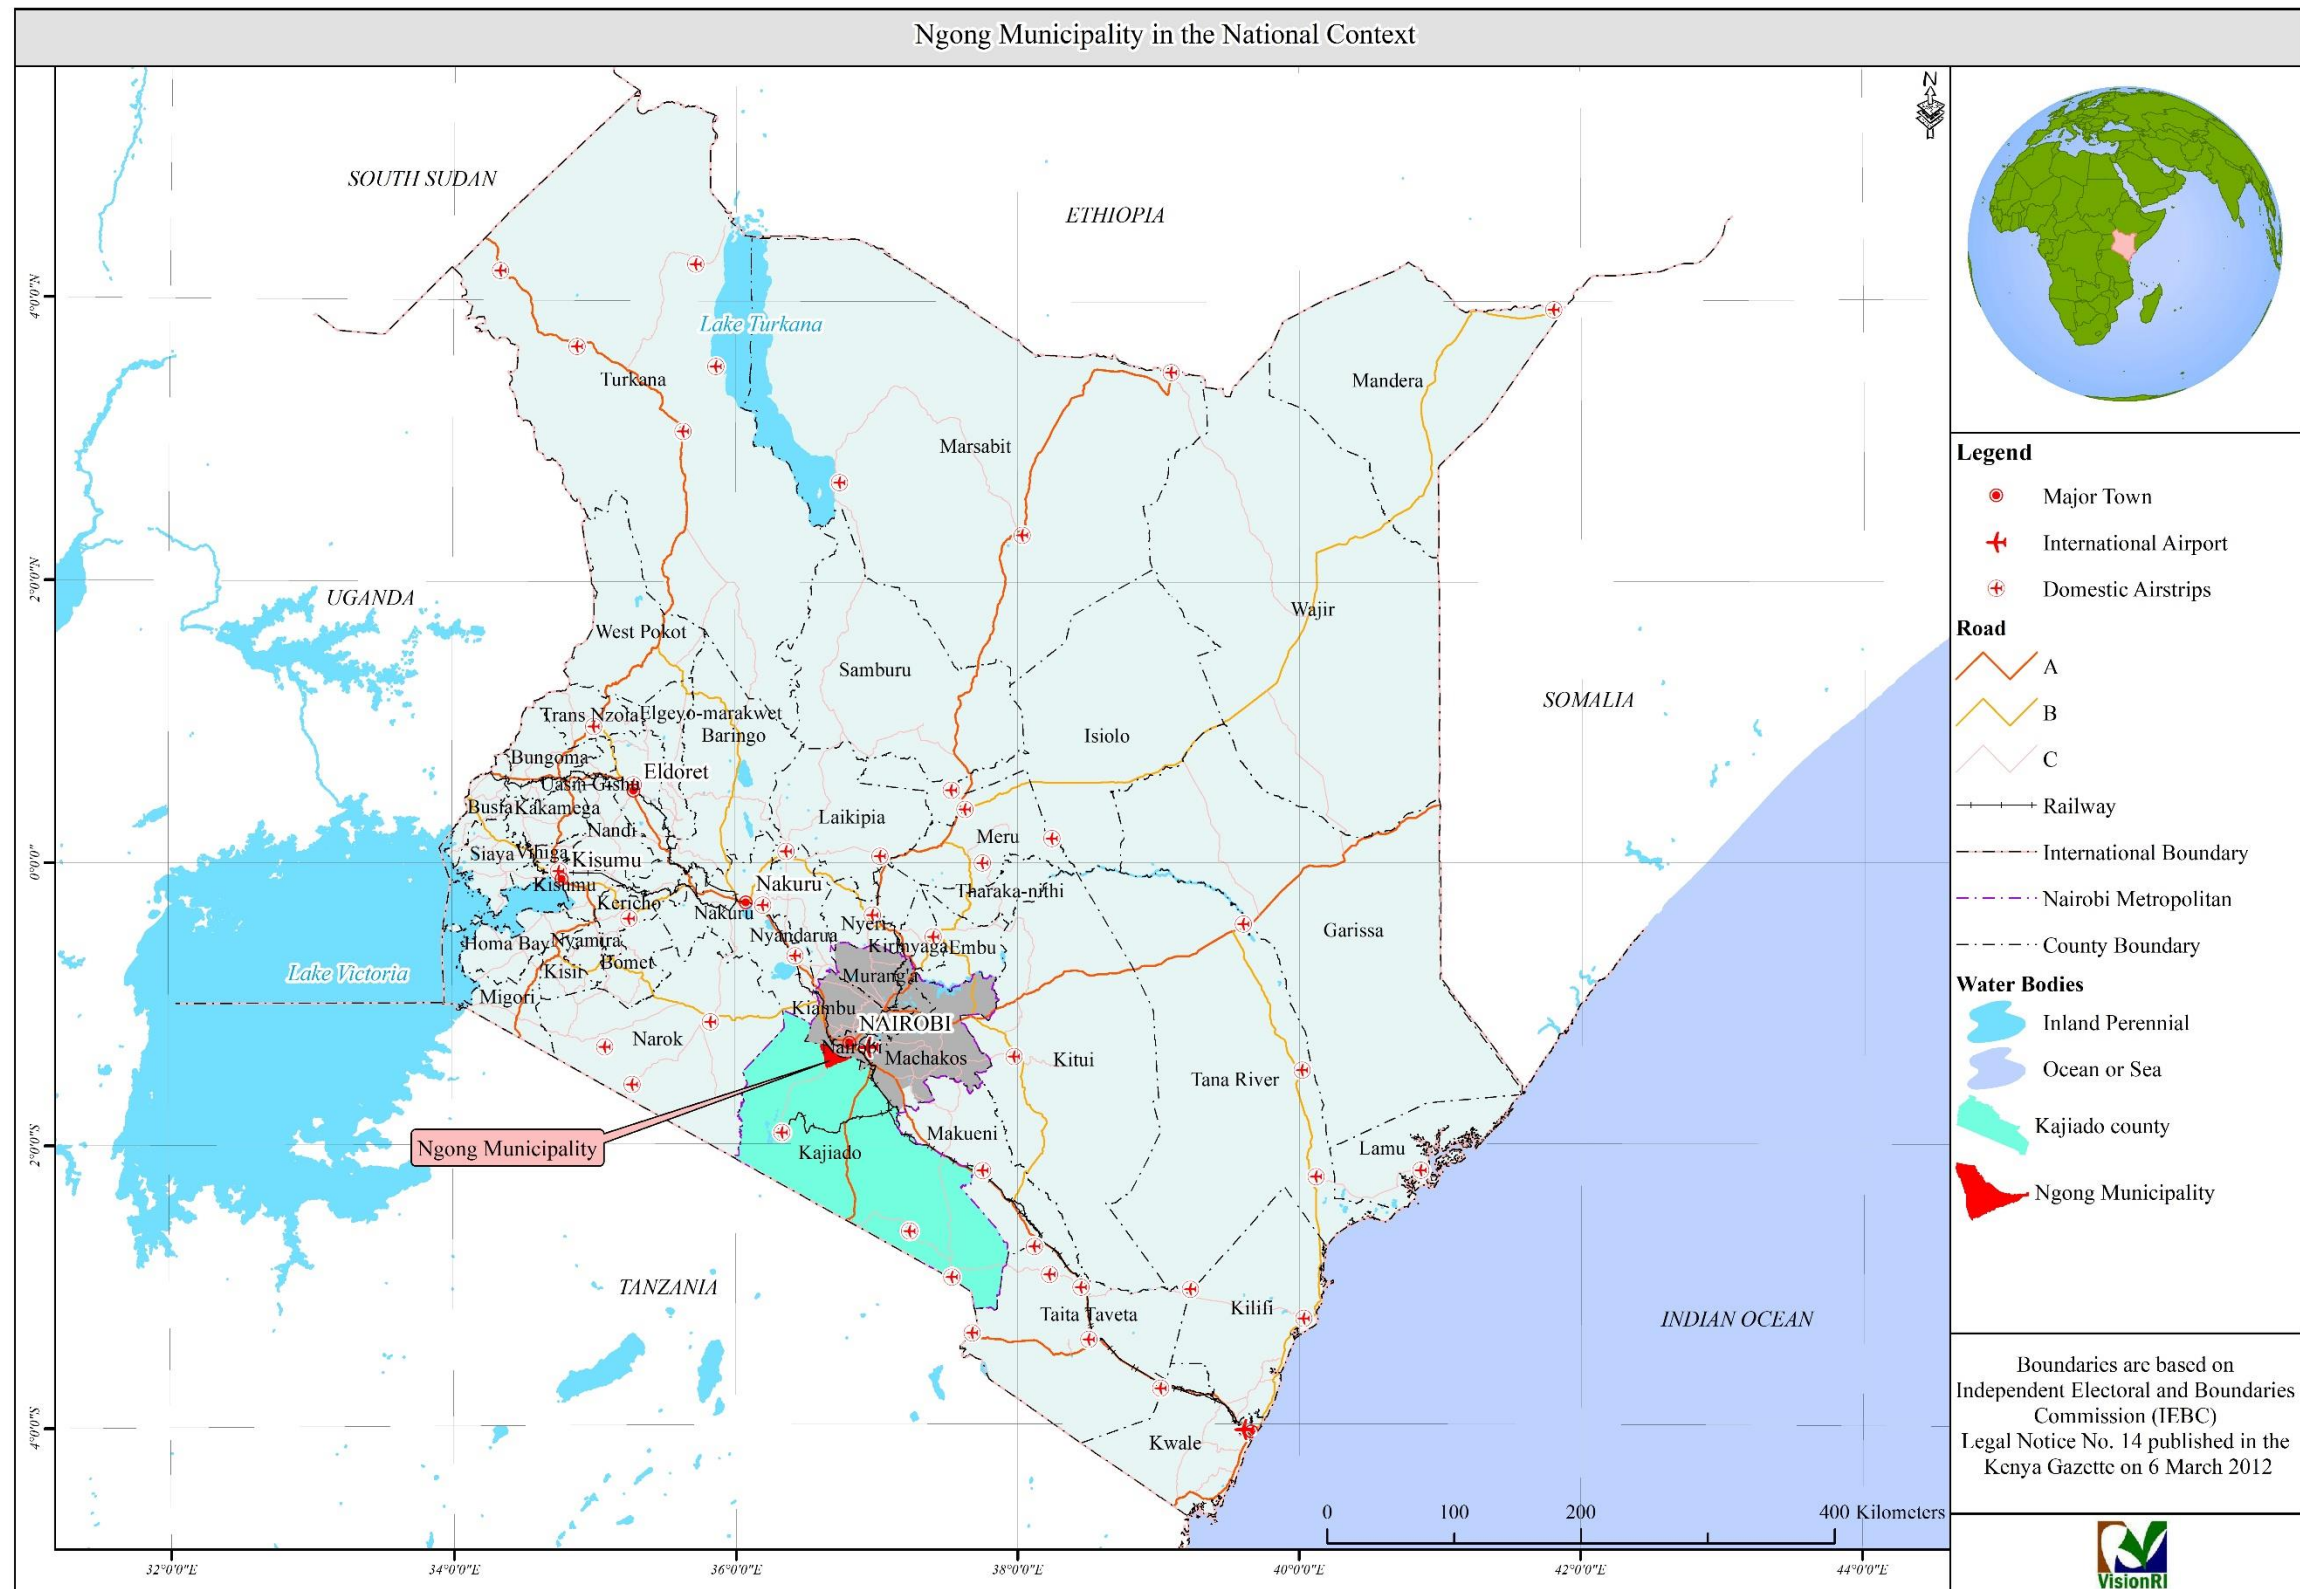 Ngong Municipality in the National Context
N
SOUTH SUDAN
ETHIOPIA
4°0'0"N
Lake Turkana
Turkana
Mandera
Marsabit
2°0'0"N
UGANDA
Wajir
West Pokot
Samburu
SOMALIA
Trans Nzoia
Elgeyo-marakwet
Baringo
Isiolo
Bungoma
Eldoret
Uasin Gishu
Busia
Kakamega
Laikipia
Nandi
Meru
Siaya
Vihiga
Kisumu
0°0'0"
Kisumu
Nakuru
Tharaka-nithi
Kericho
Nakuru
Nyeri
Garissa
Nyandarua
Homa Bay
Nyamira
Kirinyaga
Embu
Lake Victoria
Kisii
Bomet
Murang'a
Migori
Kiambu
NAIROBI
Narok
Nairobi
Machakos
Kitui
Tana River
Makueni
2°0'0"S
Ngong Municipality
Kajiado
Lamu
TANZANIA
Taita Taveta
Kilifi
INDIAN OCEAN
4°0'0"S
Kwale
0 100 200 400 Kilometers
32°0'0"E 34°0'0"E 36°0'0"E 38°0'0"E 40°0'0"E 42°0'0"E 44°0'0"E
Legend
Major Town
International Airport
Domestic Airstrips
Road
A
B
C
Railway
International Boundary
Nairobi Metropolitan
County Boundary
Water Bodies
Inland Perennial
Ocean or Sea
Kajiado county
Ngong Municipality
Boundaries are based on
Independent Electoral and Boundaries
Commission (IEBC)
Legal Notice No. 14 published in the
Kenya Gazette on 6 March 2012
VisionRI